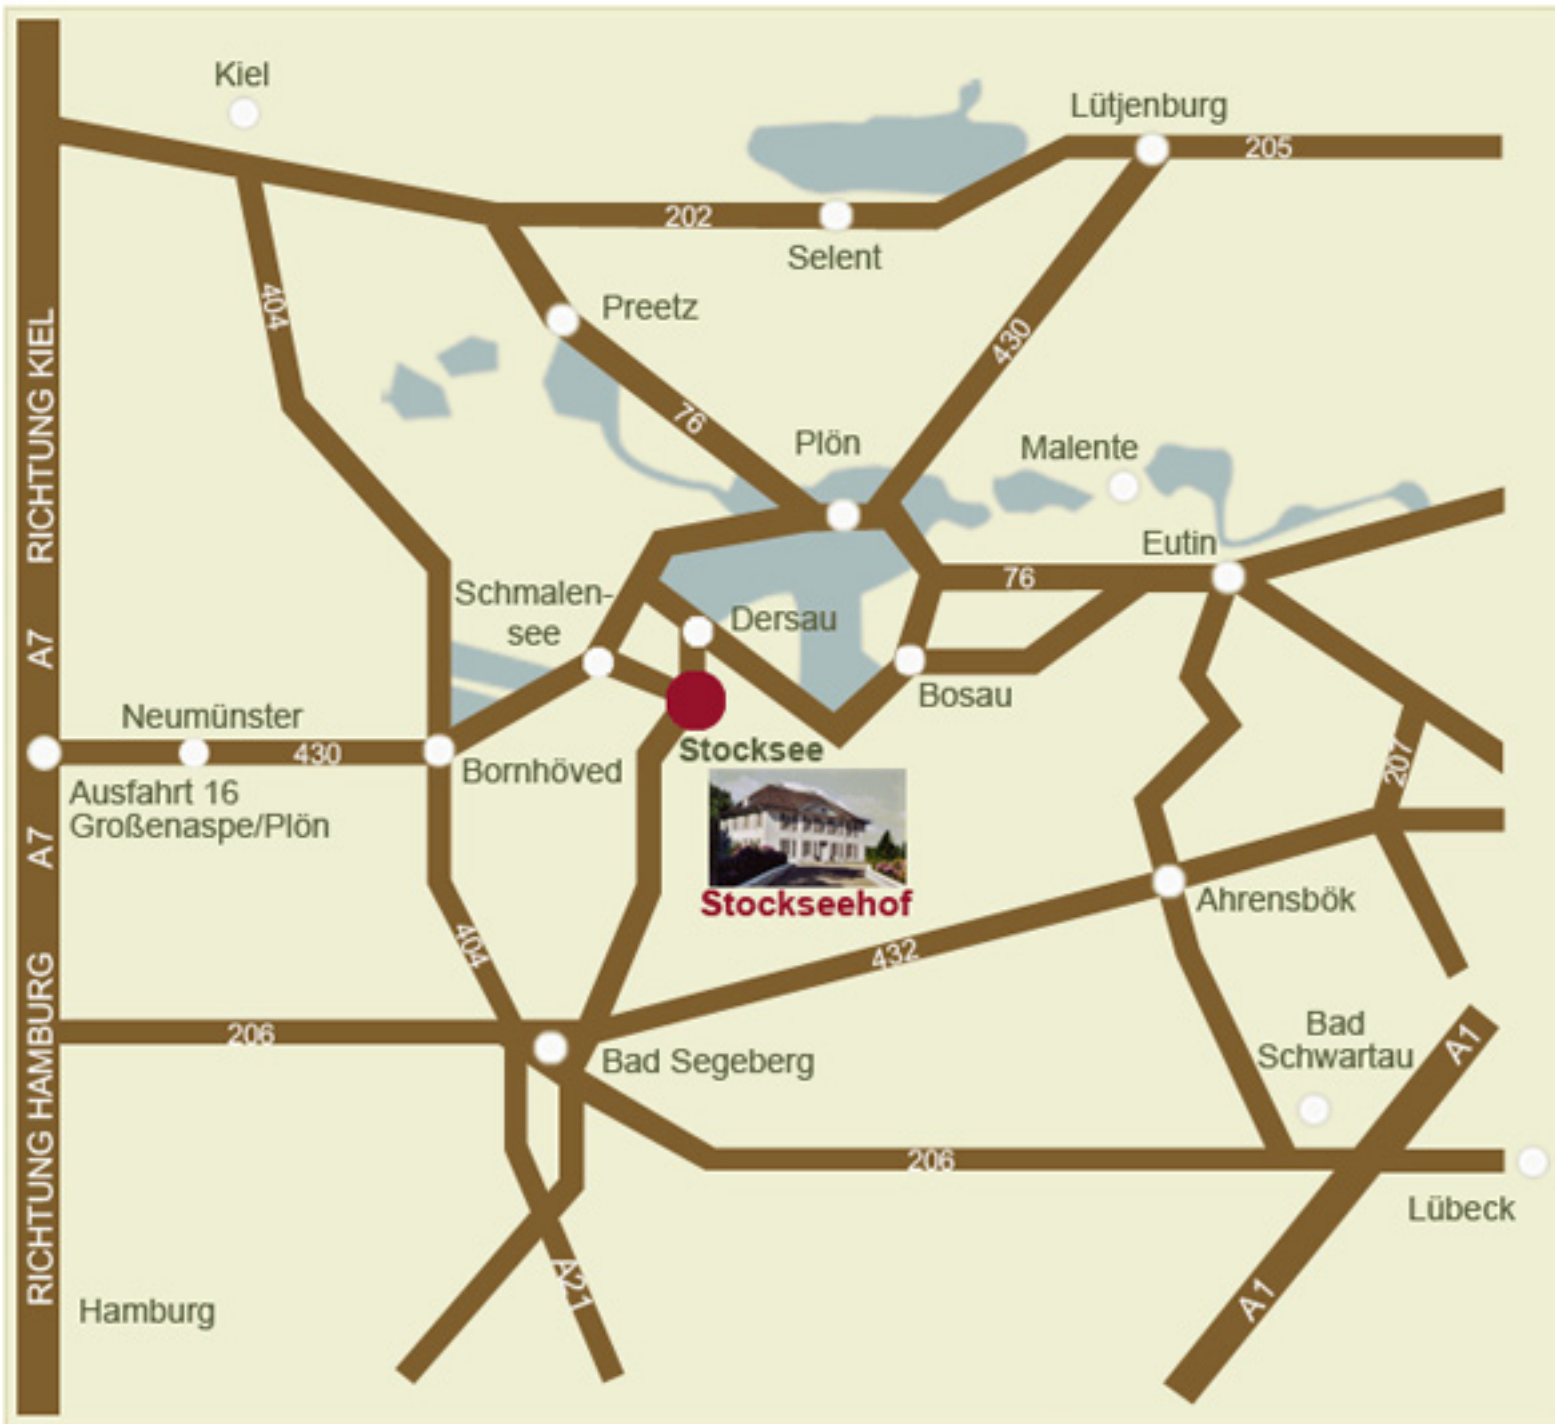 Kiel
Lütjenburg
205
202
Selent
404
Preetz
430
RICHTUNG KIEL
76
Plön
Malente
Eutin
76
Schmalen-
see
Dersau
A7
Bosau
Neumünster
430
Bornhöved
Stocksee
207
Ausfahrt 16
Großenaspe/Plön
A7
Stockseehof
Ahrensbök
404
432
RICHTUNG HAMBURG
206
Bad Segeberg
Bad
Schwartau
A1
206
Lübeck
A21
A1
Hamburg